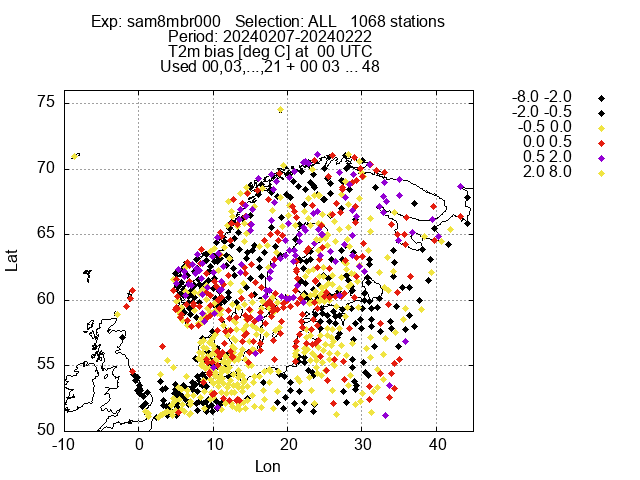 Exp: sam8mbr000   Selection: ALL   1068 stations
Period: 20240207-20240222
T2m bias [deg C] at  00 UTC
Used 00,03,...,21 + 00 03 ... 48
-8.0 -2.0
-2.0 -0.5
-0.5 0.0
0.0 0.5
0.5 2.0
2.0 8.0
75
70
65
60
55
50
Lat
-10 0 10 20 30 40
Lon